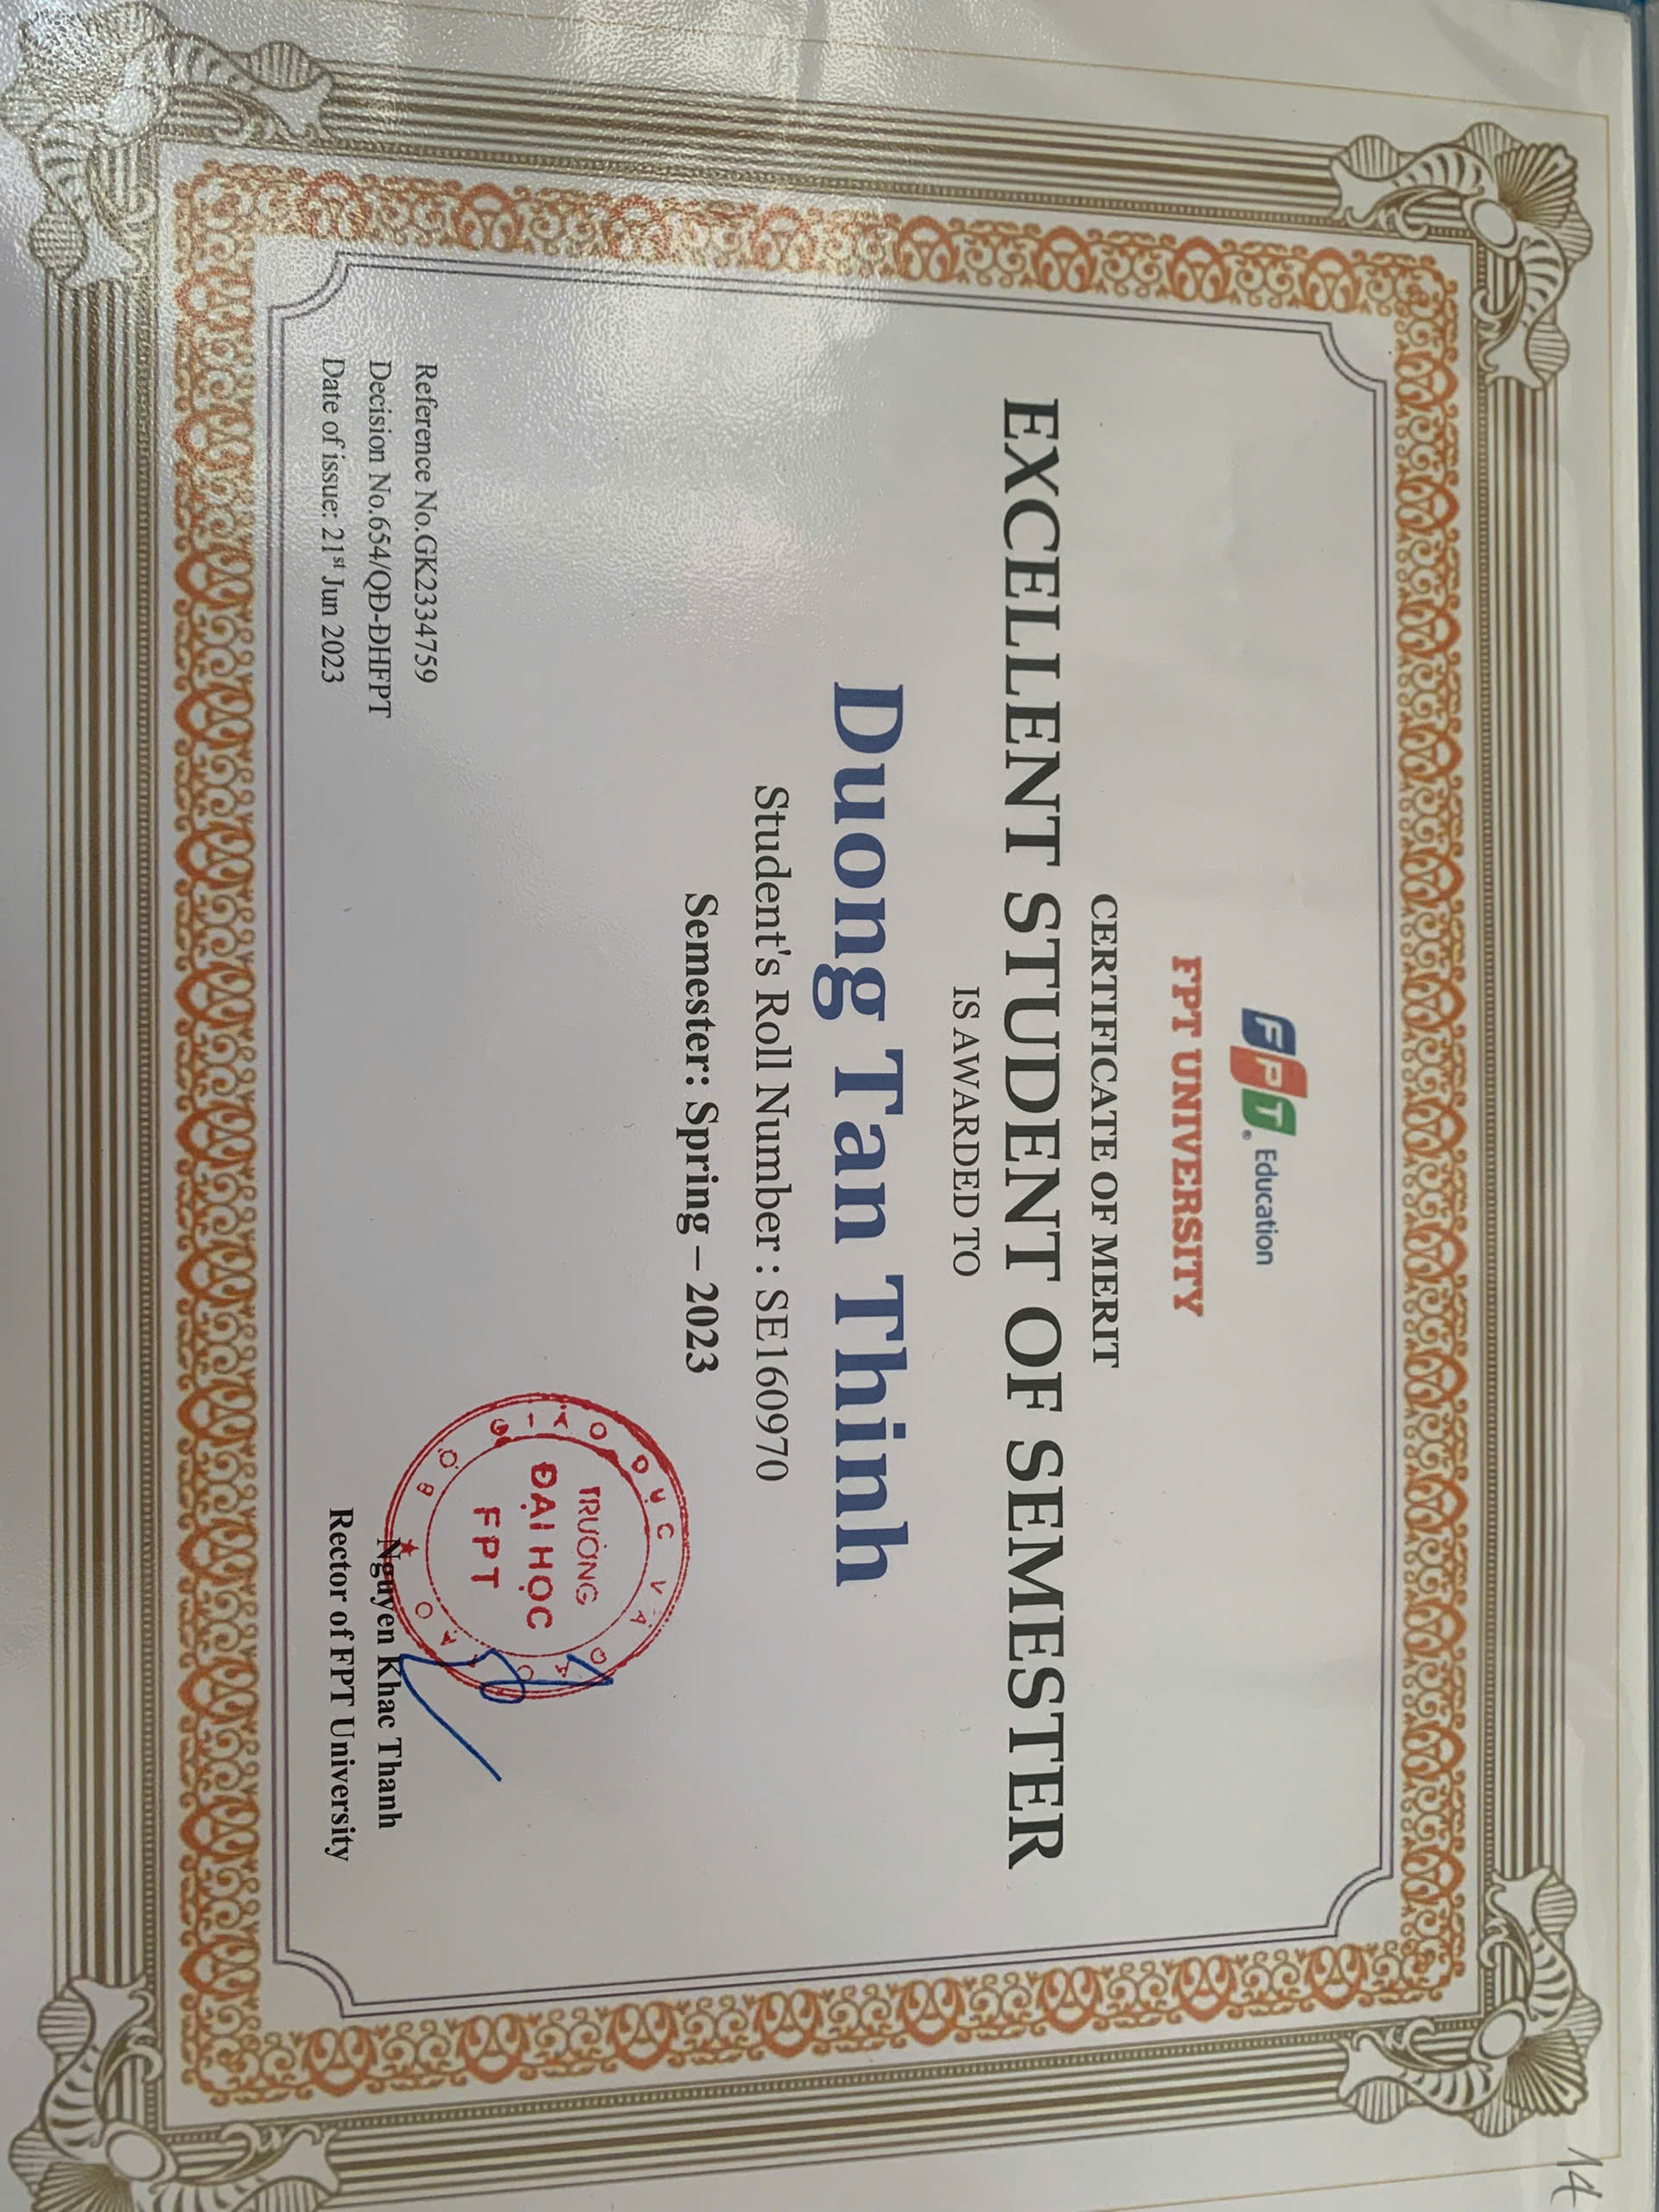 14
FPT Education
FPT UNIVERSITY
CERTIFICATE OF MERIT
EXCELLENT STUDENT OF SEMESTER
IS AWARDED TO
Duong Tan Thinh
Student's Roll Number : SE160970
Semester: Spring – 2023
BỘ GIÁO DỤC VÀ ĐÀO TẠO
TRƯỜNG
ĐẠI HỌC
FPT
Reference No.GK2334759
Decision No.654/QĐ-ĐHFPT
Date of issue: 21st Jun 2023
Nguyen Khac Thanh
Rector of FPT University